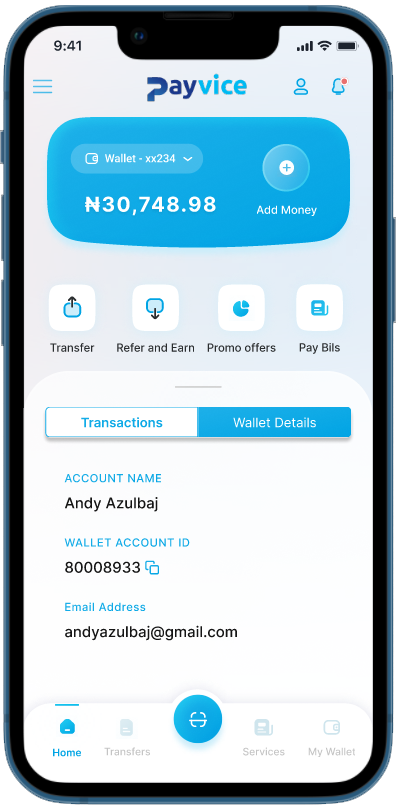 9:41
Payvice
Wallet - xx234
₦30,748.98
Add Money
Transfer
Refer and Earn
Promo offers
Pay Bils
Transactions
Wallet Details
ACCOUNT NAME
Andy Azulbaj
WALLET ACCOUNT ID
80008933
Email Address
andyazulbaj@gmail.com
Home
Transfers
Services
My Wallet